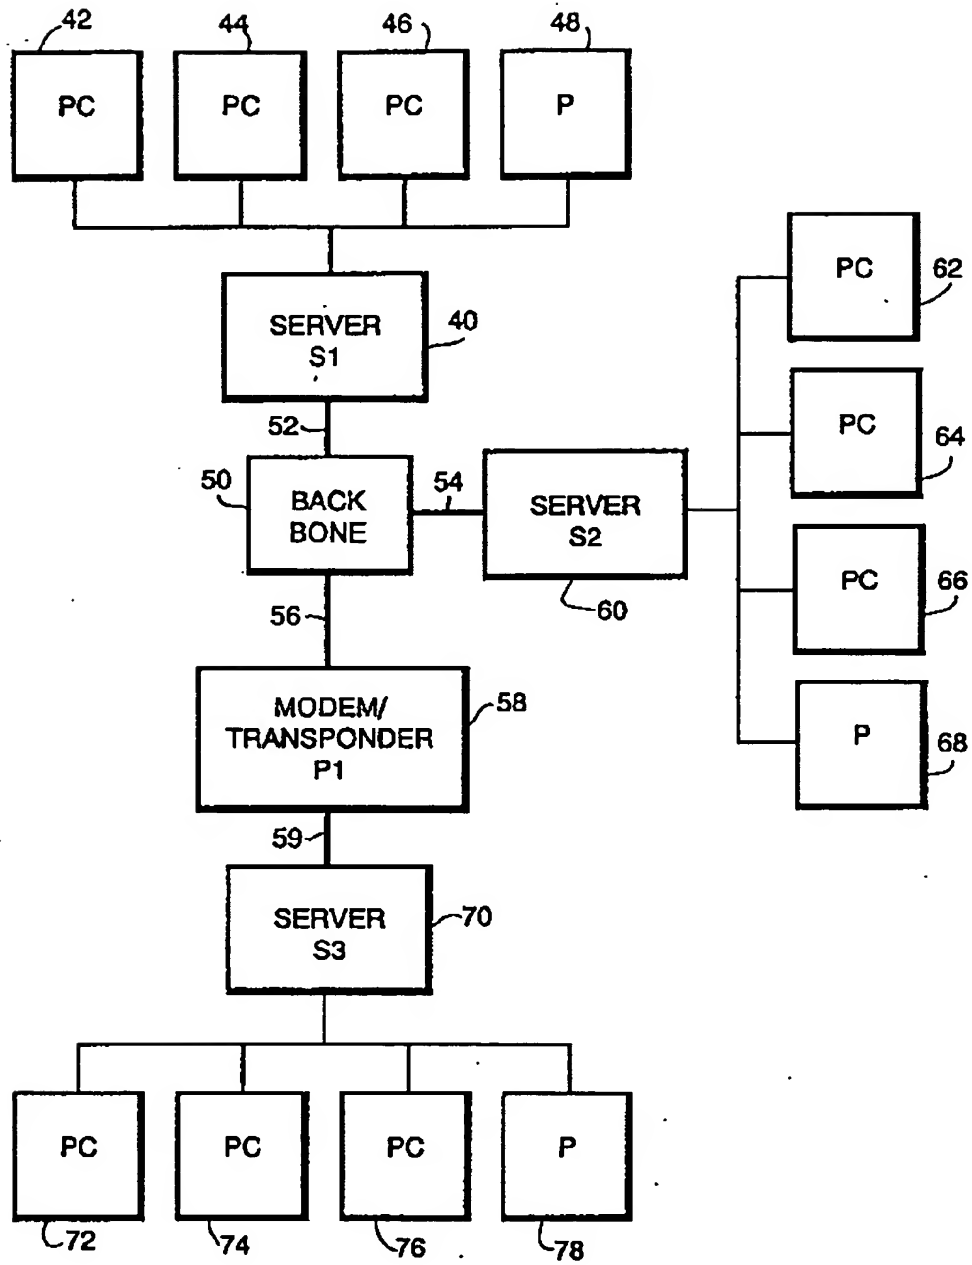 42
44
46
48
PC
PC
PC
P
SERVER
S1
40
52
50
BACK
BONE
54
SERVER
S2
60
PC
62
PC
64
PC
66
P
68
56
MODEM/
TRANSPONDER
P1
58
59
SERVER
S3
70
PC
PC
PC
P
72
74
76
78